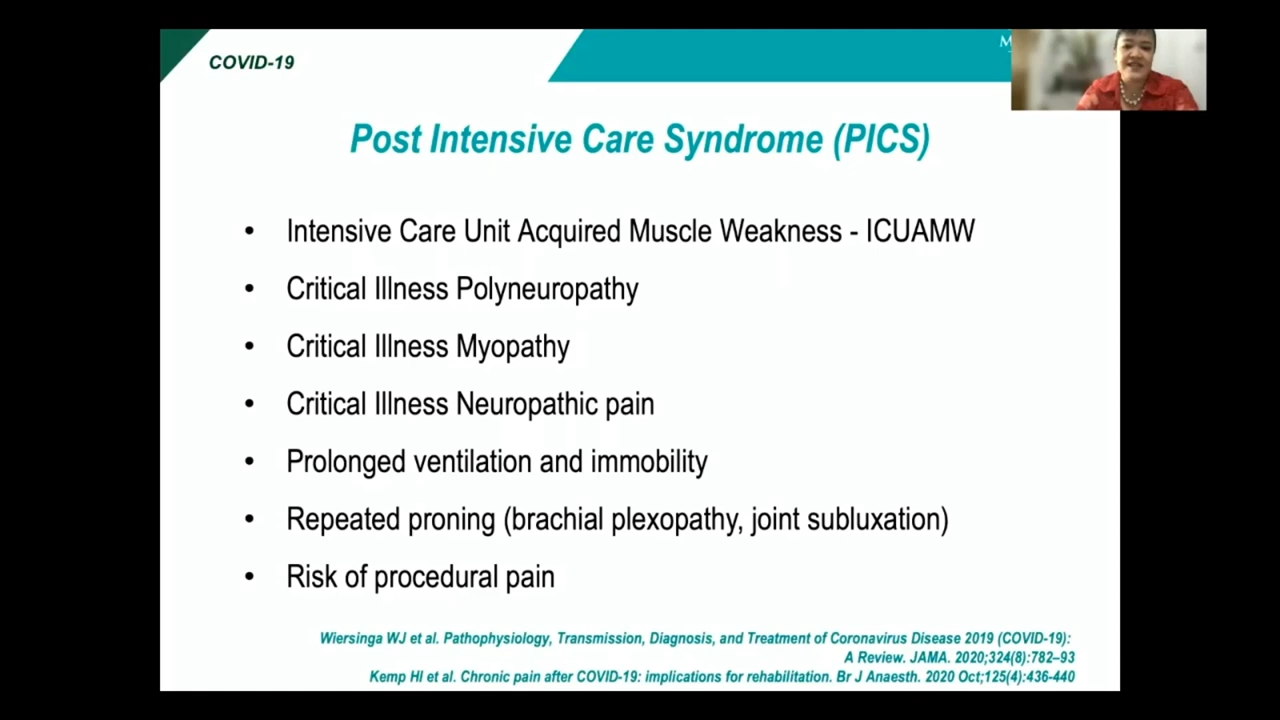 COVID-19
M
Post Intensive Care Syndrome (PICS)
• Intensive Care Unit Acquired Muscle Weakness - ICUAMW
• Critical Illness Polyneuropathy
• Critical Illness Myopathy
• Critical Illness Neuropathic pain
• Prolonged ventilation and immobility
• Repeated proning (brachial plexopathy, joint subluxation)
• Risk of procedural pain
Wiersinga WJ et al. Pathophysiology, Transmission, Diagnosis, and Treatment of Coronavirus Disease 2019 (COVID-19):
A Review. JAMA. 2020;324(8):782–93
Kemp HI et al. Chronic pain after COVID-19: implications for rehabilitation. Br J Anaesth. 2020 Oct;125(4):436-440